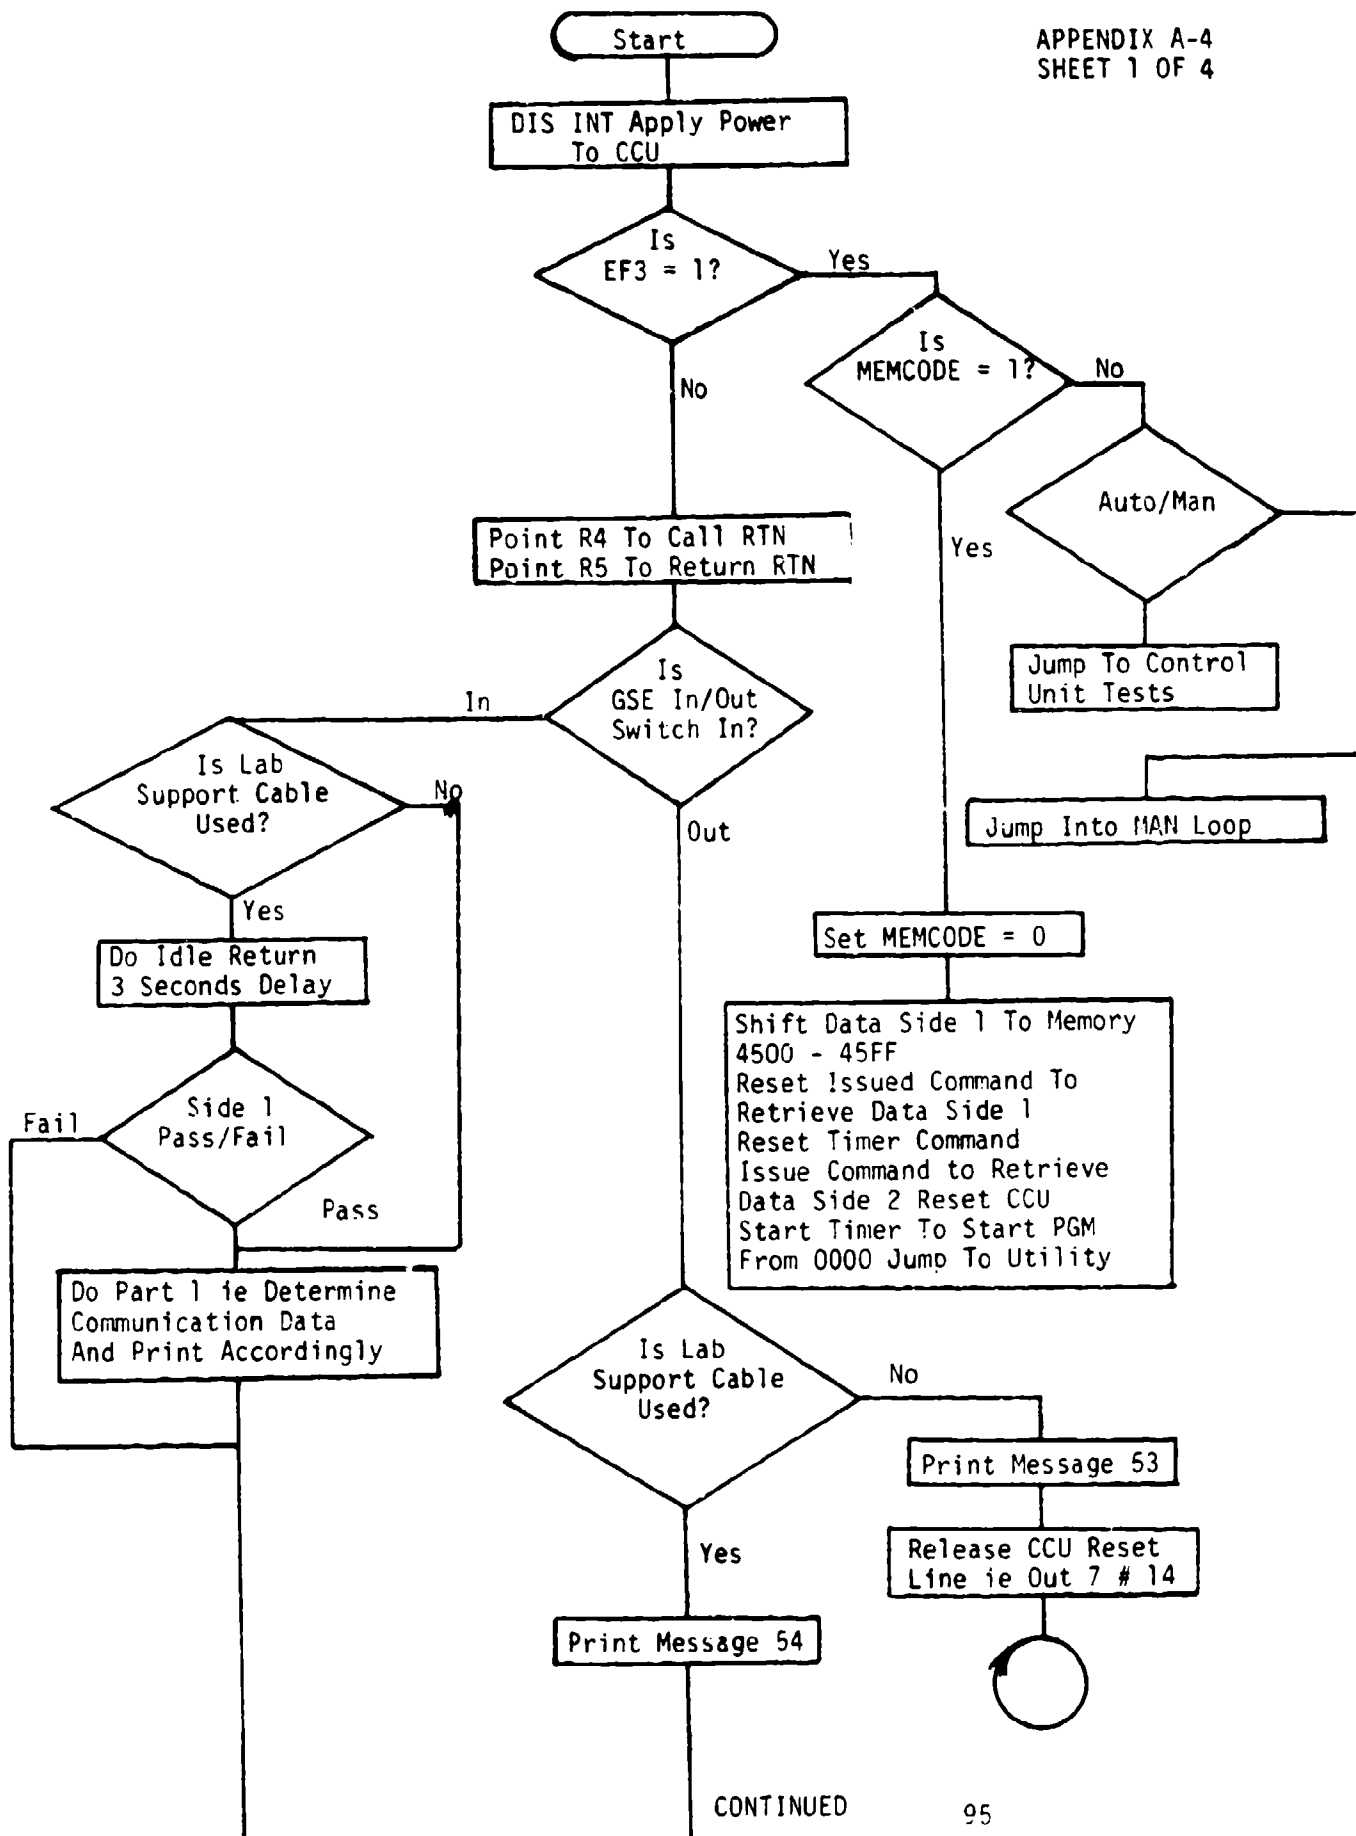 APPENDIX A-4
SHEET 1 OF 4
Start
DIS INT Apply Power
To CCU
Is
EF3 = 1?
Yes
No
Is
MEMCODE = 1?
No
Yes
Auto/Man
Point R4 To Call RTN
Point R5 To Return RTN
Jump To Control
Unit Tests
Is
GSE In/Out
Switch In?
In
Out
Is Lab
Support Cable
Used?
No
Yes
Jump Into MAN Loop
Set MEMCODE = 0
Do Idle Return
3 Seconds Delay
Shift Data Side 1 To Memory
4500 - 45FF
Reset Issued Command To
Retrieve Data Side 1
Reset Timer Command
Issue Command to Retrieve
Data Side 2 Reset CCU
Start Timer To Start PGM
From 0000 Jump To Utility
Side 1
Pass/Fail
Fail
Pass
Do Part 1 ie Determine
Communication Data
And Print Accordingly
Is Lab
Support Cable
Used?
No
Yes
Print Message 53
Release CCU Reset
Line ie Out 7 # 14
Print Message 54
CONTINUED
95